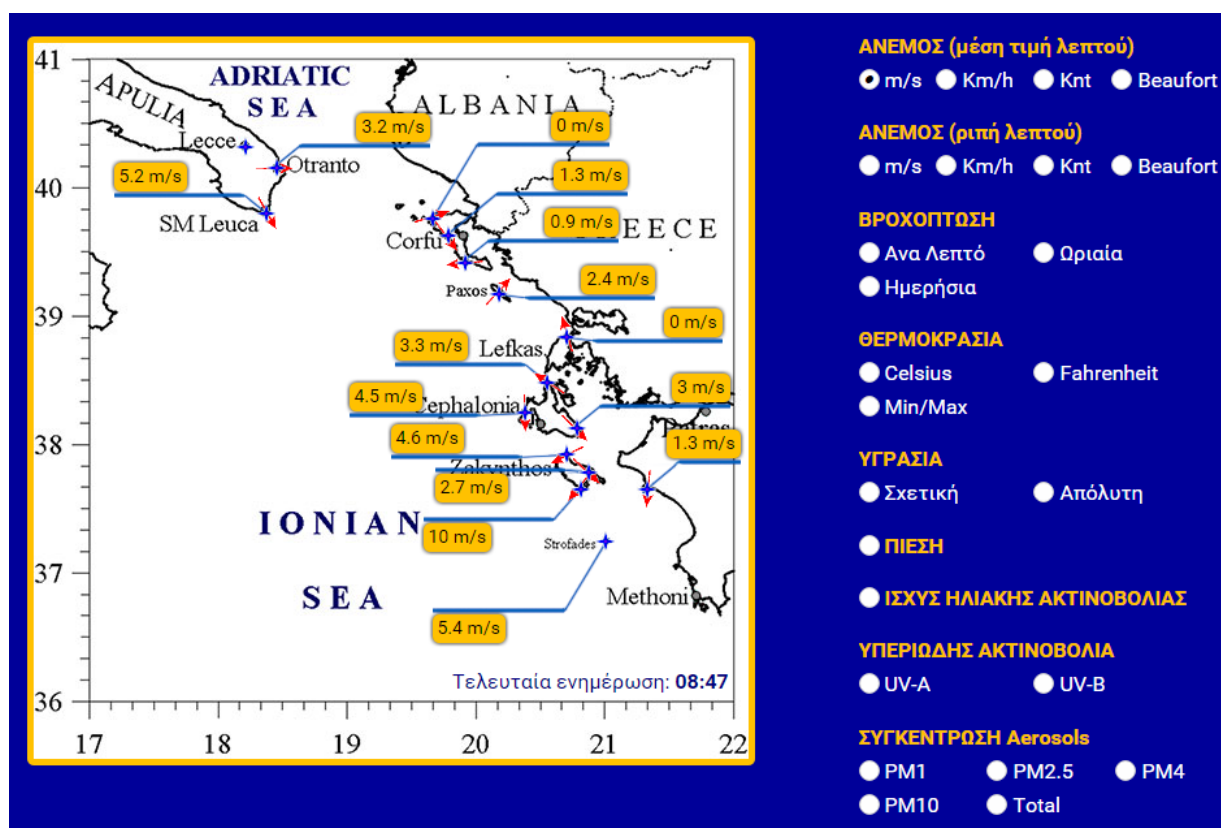 41
ADRIATIC
SEA
APULIA
ALBANIA
3.2 m/s
0 m/s
Lecce
Otranto
5.2 m/s
1.3 m/s
40
SM Leuca
0.9 m/s
GREECE
Corfu
2.4 m/s
Paxos
39
0 m/s
3.3 m/s
Lefkas
3 m/s
4.5 m/s
Cephalonia
Patras
4.6 m/s
1.3 m/s
38
Zakynthos
2.7 m/s
IONIAN
10 m/s
Strofades
37
SEA
Methoni
5.4 m/s
Τελευταία ενημέρωση: 08:47
36
17 18 19 20 21 22
ΑΝΕΜΟΣ (μέση τιμή λεπτού)
m/s Km/h Knt Beaufort
ΑΝΕΜΟΣ (ριπή λεπτού)
m/s Km/h Knt Beaufort
ΒΡΟΧΟΠΤΩΣΗ
Ανα Λεπτό Ωριαία
Ημερήσια
ΘΕΡΜΟΚΡΑΣΙΑ
Celsius Fahrenheit
Min/Max
ΥΓΡΑΣΙΑ
Σχετική Απόλυτη
ΠΙΕΣΗ
ΙΣΧΥΣ ΗΛΙΑΚΗΣ ΑΚΤΙΝΟΒΟΛΙΑΣ
ΥΠΕΡΙΩΔΗΣ ΑΚΤΙΝΟΒΟΛΙΑ
UV-A UV-B
ΣΥΓΚΕΝΤΡΩΣΗ Aerosols
PM1 PM2.5 PM4
PM10 Total